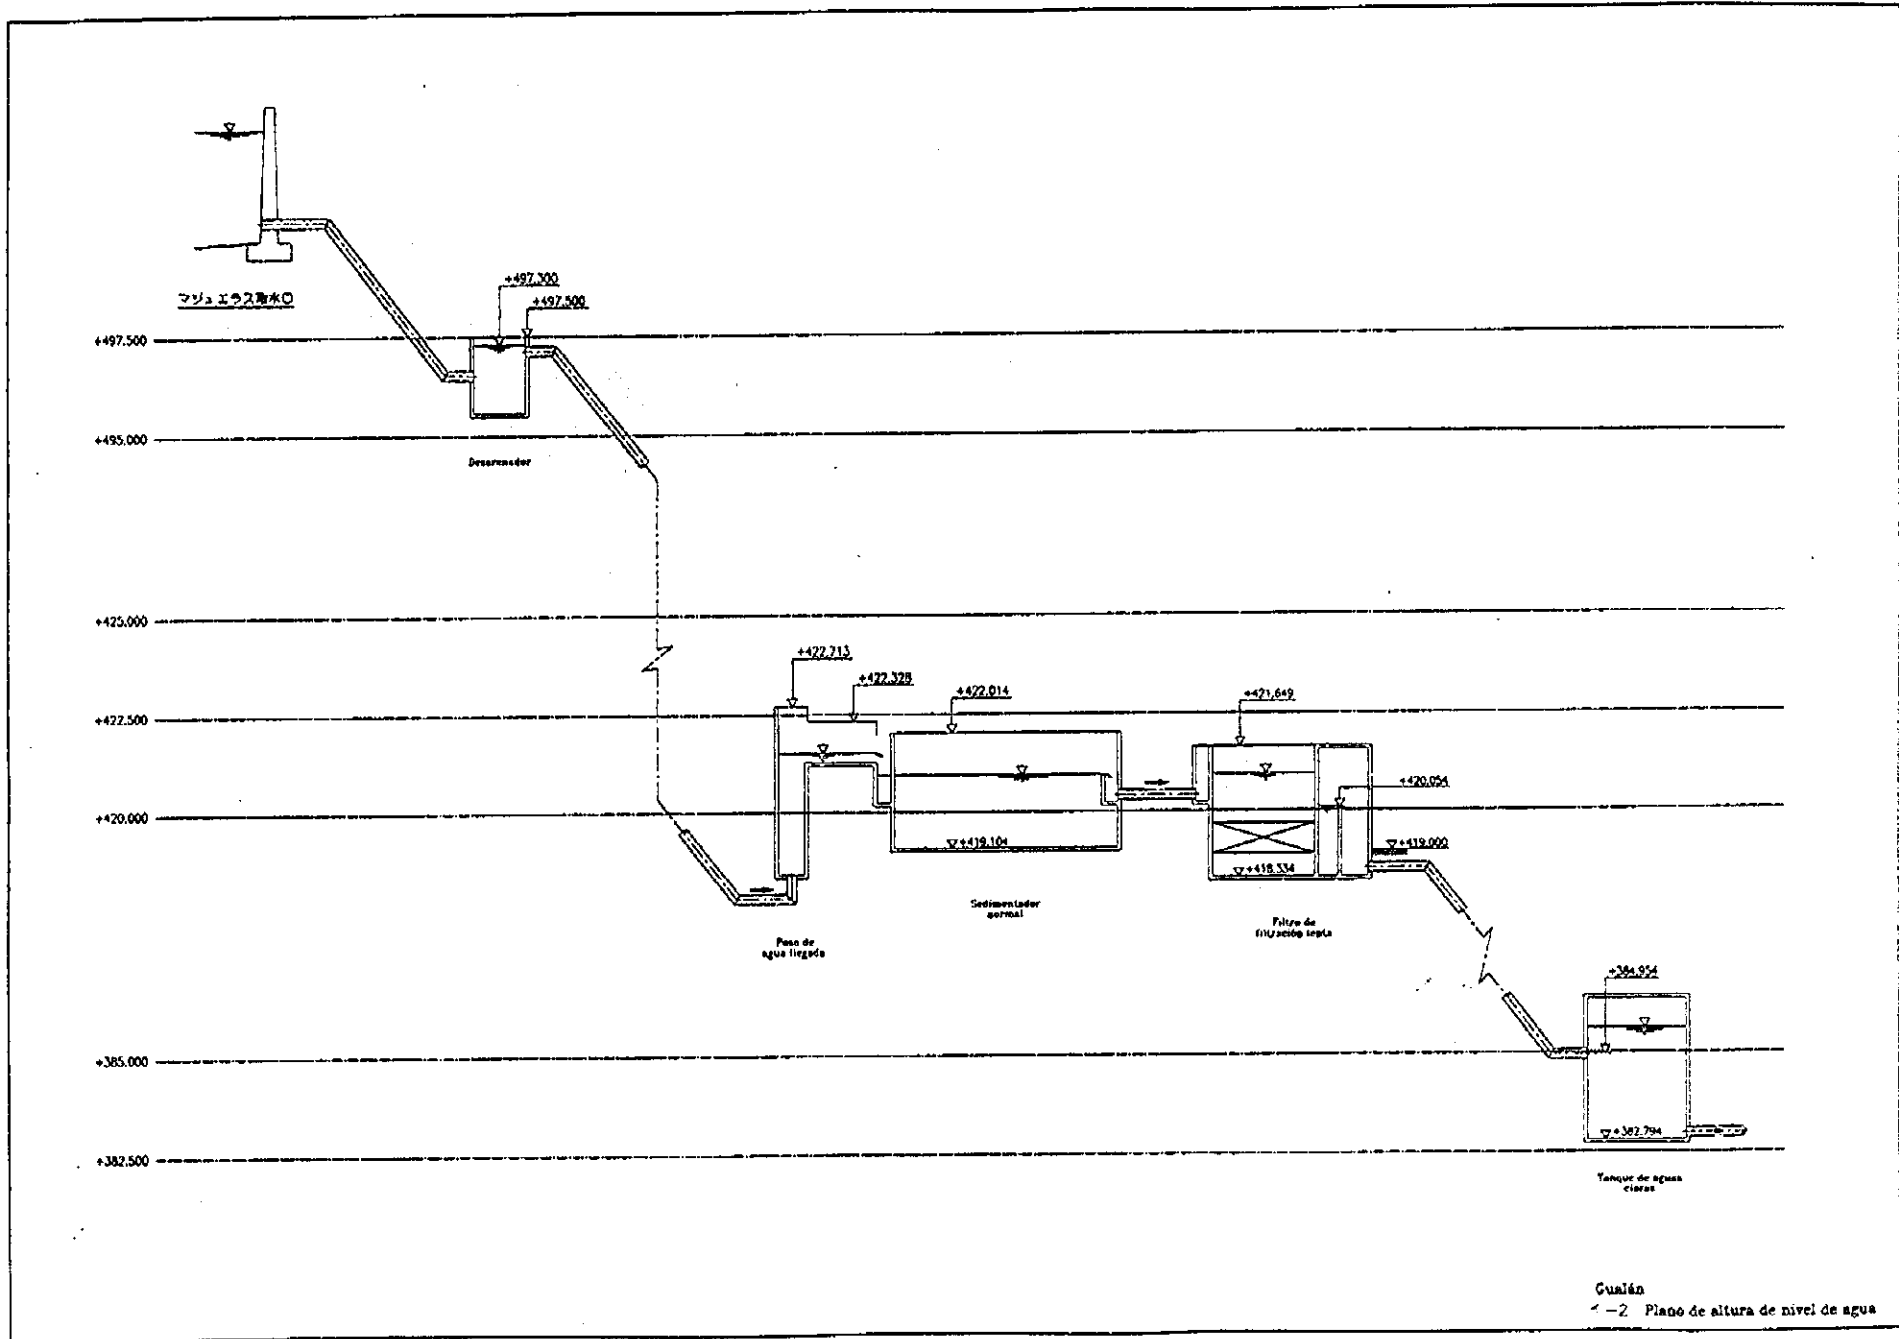 マジュエラス取水口
+497.300
+497.500
+497.500
+495.000
Desarenador
+425.000
+422.713
+422.328
+422.014
+421.649
+422.500
+420.054
+420.000
+419.104
+419.000
+418.334
Sedimentador
normal
Filtro de
filtración lenta
Poso de
agua llegada
+384.954
+385.000
+382.794
+382.500
Tanque de aguas
claras
Gualán
-2 Plano de altura de nivel de agua